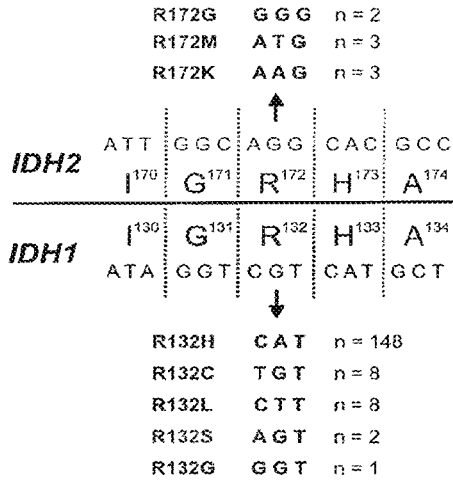 R172G GGG n = 2
R172M ATG n = 3
R172K AAG n = 3
IDH2 ATT GGC AGG CAC GCC
I170 G171 R172 H173 A174
IDH1 I130 G131 R132 H133 A134
ATA GGT CGT CAT GCT
R132H CAT n = 148
R132C TGT n = 8
R132L CTT n = 8
R132S AGT n = 2
R132G GGT n = 1